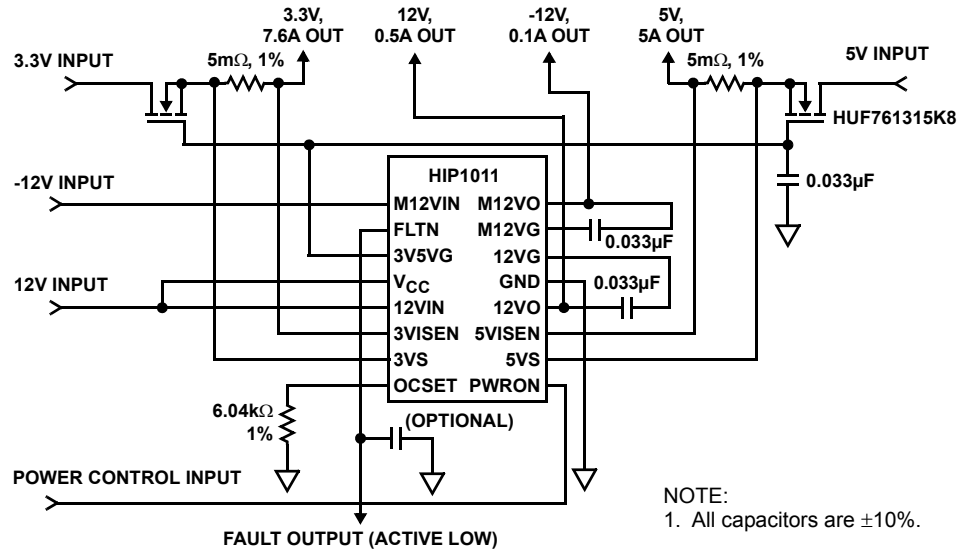 3.3V,
7.6A OUT
12V,
0.5A OUT
-12V,
0.1A OUT
5V,
5A OUT
3.3V INPUT
5mΩ, 1%
5mΩ, 1%
5V INPUT
HUF761315K8
0.033µF
HIP1011
-12V INPUT
M12VIN
M12VO
FLTN
M12VG
0.033µF
3V5VG
12VG
12V INPUT
VCC
GND
0.033µF
12VIN
12VO
3VISEN
5VISEN
3VS
5VS
OCSET
PWRON
6.04kΩ
1%
(OPTIONAL)
POWER CONTROL INPUT
FAULT OUTPUT (ACTIVE LOW)
NOTE:
1. All capacitors are ±10%.